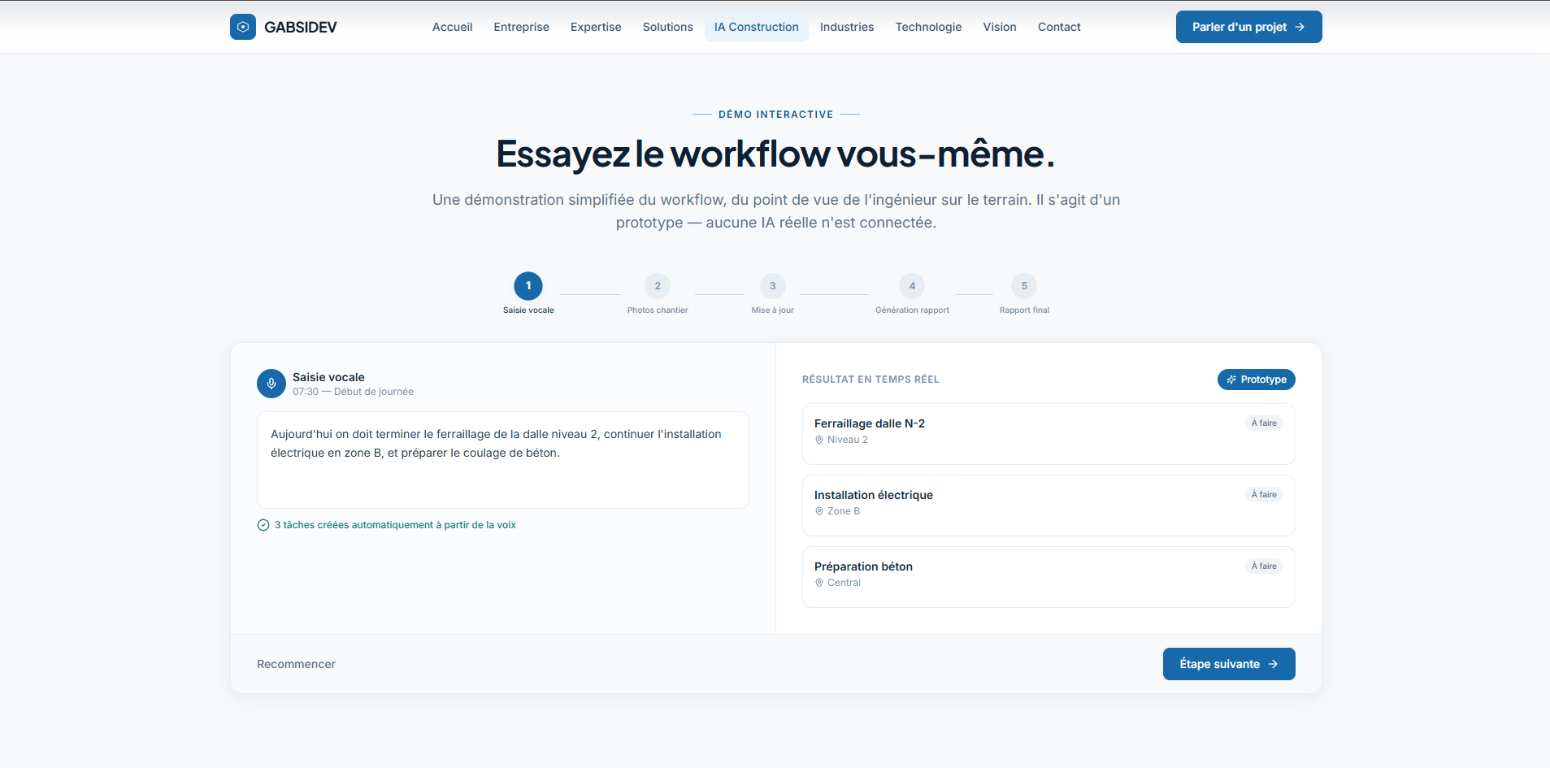 GABSIDEV
Accueil Entreprise Expertise Solutions IA Construction Industries Technologie Vision Contact
Parler d'un projet →
DÉMO INTERACTIVE
Essayez le workflow vous-même.
Une démonstration simplifiée du workflow, du point de vue de l'ingénieur sur le terrain. Il s'agit d'un
prototype — aucune IA réelle n'est connectée.
1 2 3 4 5
Saisie vocale Photos chantier Mise à jour Génération rapport Rapport final
Saisie vocale
07:30 — Début de journée
Aujourd'hui on doit terminer le ferraillage de la dalle niveau 2, continuer l'installation
électrique en zone B, et préparer le coulage de béton.
3 tâches créées automatiquement à partir de la voix
RÉSULTAT EN TEMPS RÉEL
Prototype
Ferraillage dalle N-2
À faire
Niveau 2
Installation électrique
À faire
Zone B
Préparation béton
À faire
Central
Recommencer
Étape suivante →